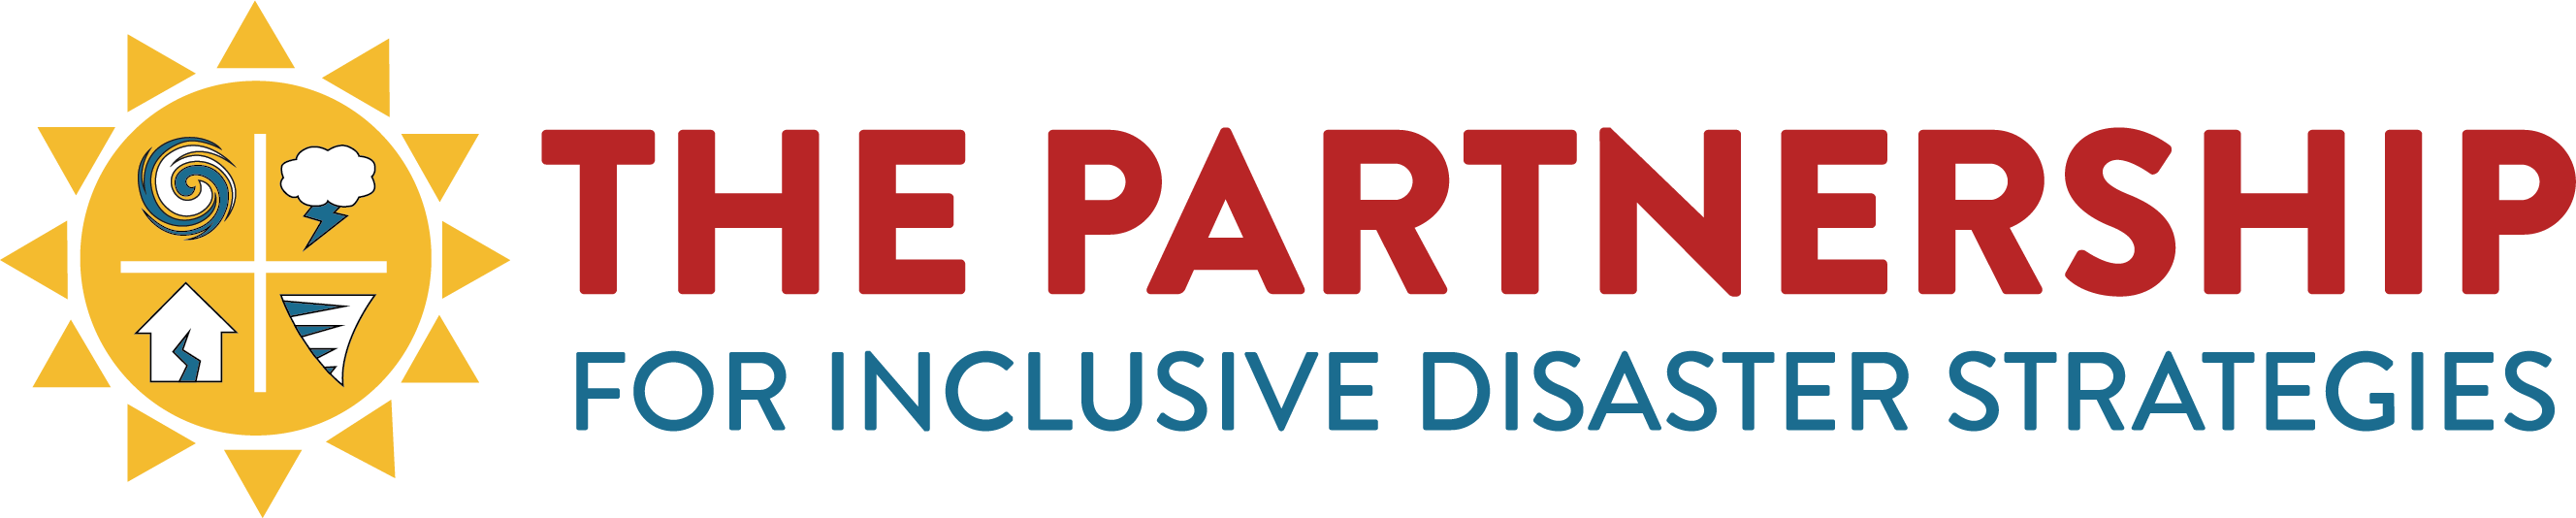 THE PARTNERSHIP
FOR INCLUSIVE DISASTER STRATEGIES